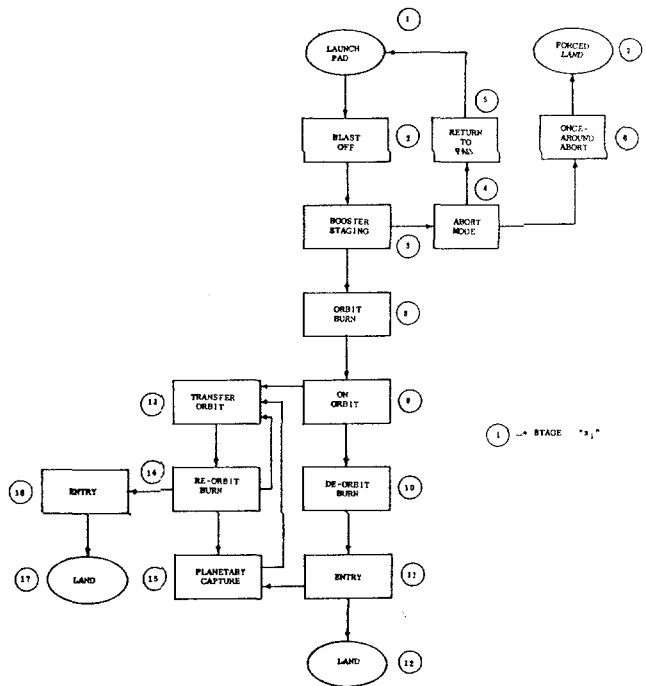 1
LAUNCH
PAD
FORCED
LAND
7
5
BLAST
OFF
2
RETURN
TO
ONCE-
AROUND
ABORT
6
4
BOOSTER
STAGING
3
ABORT
MODE
ORBIT
BURN
8
13
TRANSFER
ORBIT
ON
ORBIT
9
1 → STAGE "x
14
16
ENTRY
RE-ORBIT
BURN
DE-ORBIT
BURN
10
17
LAND
15
PLANETARY
CAPTURE
ENTRY
11
LAND
12